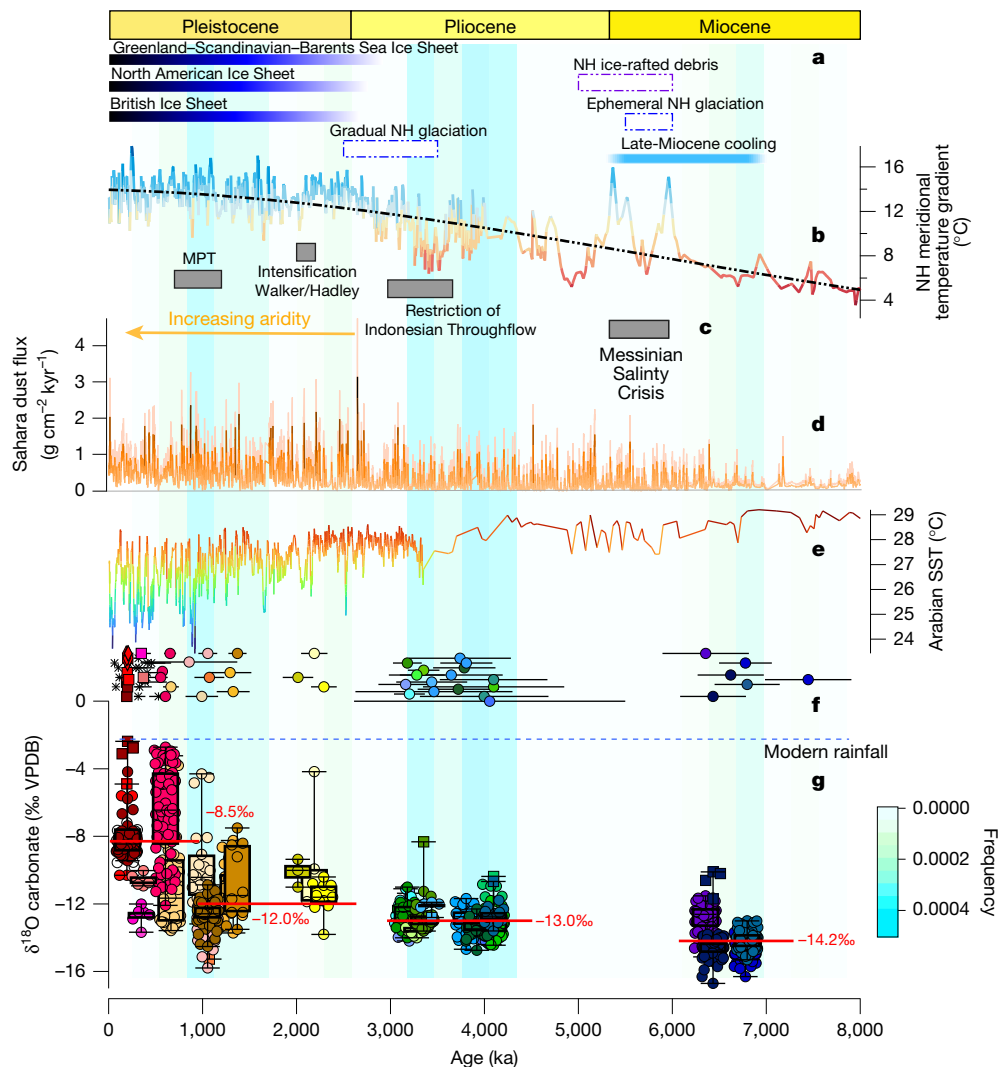 Pleistocene
Pliocene
Miocene
Greenland–Scandinavian–Barents Sea Ice Sheet
a
North American Ice Sheet
NH ice-rafted debris
British Ice Sheet
Ephemeral NH glaciation
Gradual NH glaciation
Late-Miocene cooling
16
12
8
4
NH meridional
temperature gradient
(°C)
b
MPT
Intensification
Walker/Hadley
Restriction of
Indonesian Throughflow
Increasing aridity
c
Messinian
Salinty
Crisis
4
3
2
1
0
Sahara dust flux
(g cm−2 kyr−1)
d
29
28
27
26
25
24
Arabian SST (°C)
e
f
0
−4
−8
−12
−16
δ18O carbonate (‰ VPDB)
Modern rainfall
g
−8.5‰
−12.0‰
−13.0‰
−14.2‰
0.0000
0.0002
0.0004
Frequency
0
1,000
2,000
3,000
4,000
5,000
6,000
7,000
8,000
Age (ka)